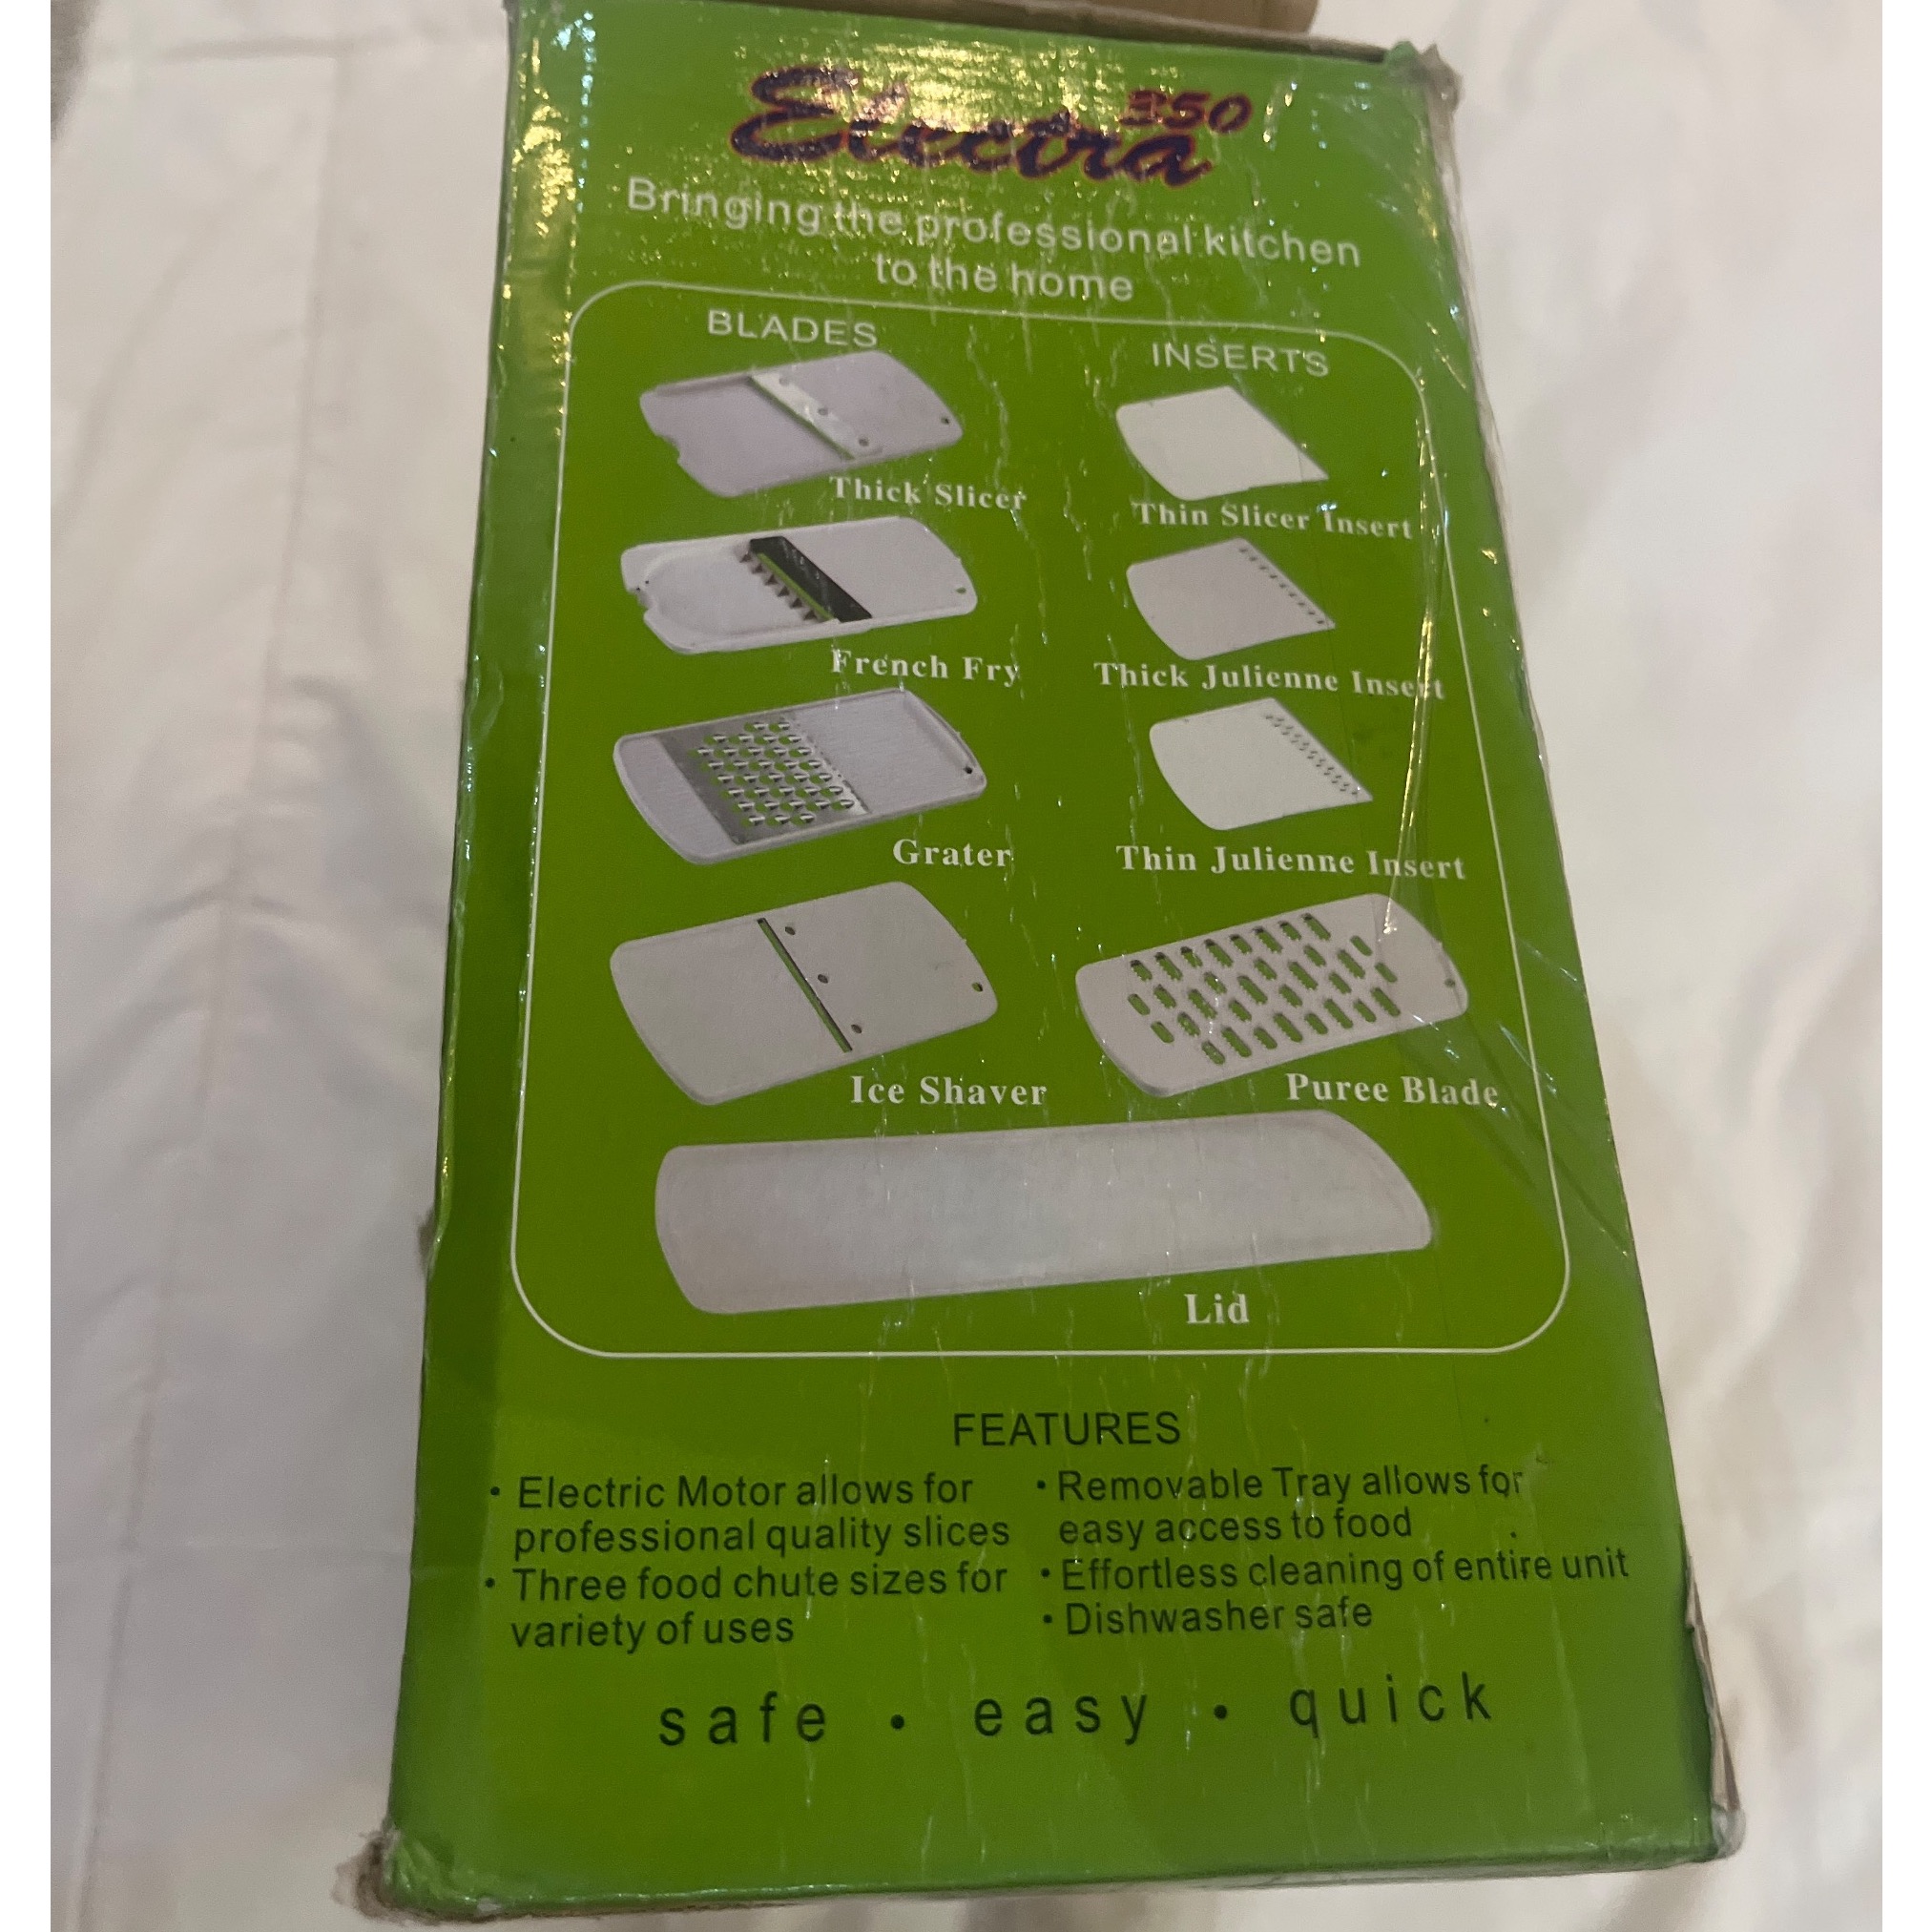 Electra 350
Bringing the professional kitchen
to the home
BLADES
INSERTS
Thick Slicer
Thin Slicer Insert
French Fry
Thick Julienne Insert
Grater
Thin Julienne Insert
Ice Shaver
Puree Blade
Lid
FEATURES
• Electric Motor allows for
professional quality slices
• Three food chute sizes for
variety of uses
• Removable Tray allows for
easy access to food
• Effortless cleaning of entire unit
• Dishwasher safe
safe • easy • quick